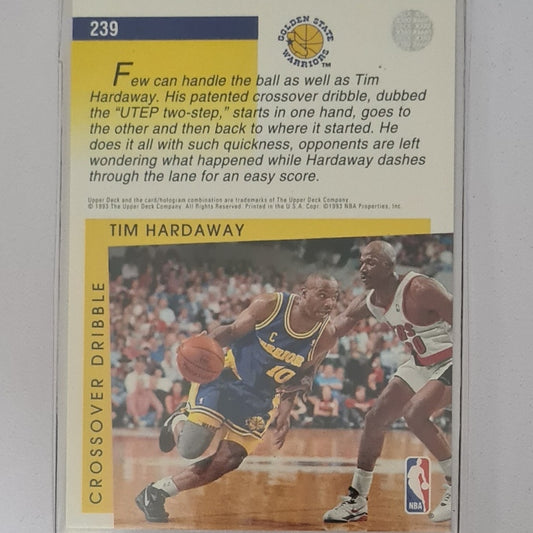 239
GOLDEN STATE
WARRIORS
TM
Few can handle the ball as well as Tim
Hardaway. His patented crossover dribble, dubbed
the "UTEP two-step," starts in one hand, goes to
the other and then back to where it started. He
does it all with such quickness, opponents are left
wondering what happened while Hardaway dashes
through the lane for an easy score.
Upper Deck and the card/hologram combination are trademarks of The Upper Deck Company.
© 1993 The Upper Deck Company. All Rights Reserved. Printed in the U.S.A. Copr. ©1993 NBA Properties, Inc.
TIM HARDAWAY
CROSSOVER DRIBBLE
C
WARRIORS
10
NBA
®